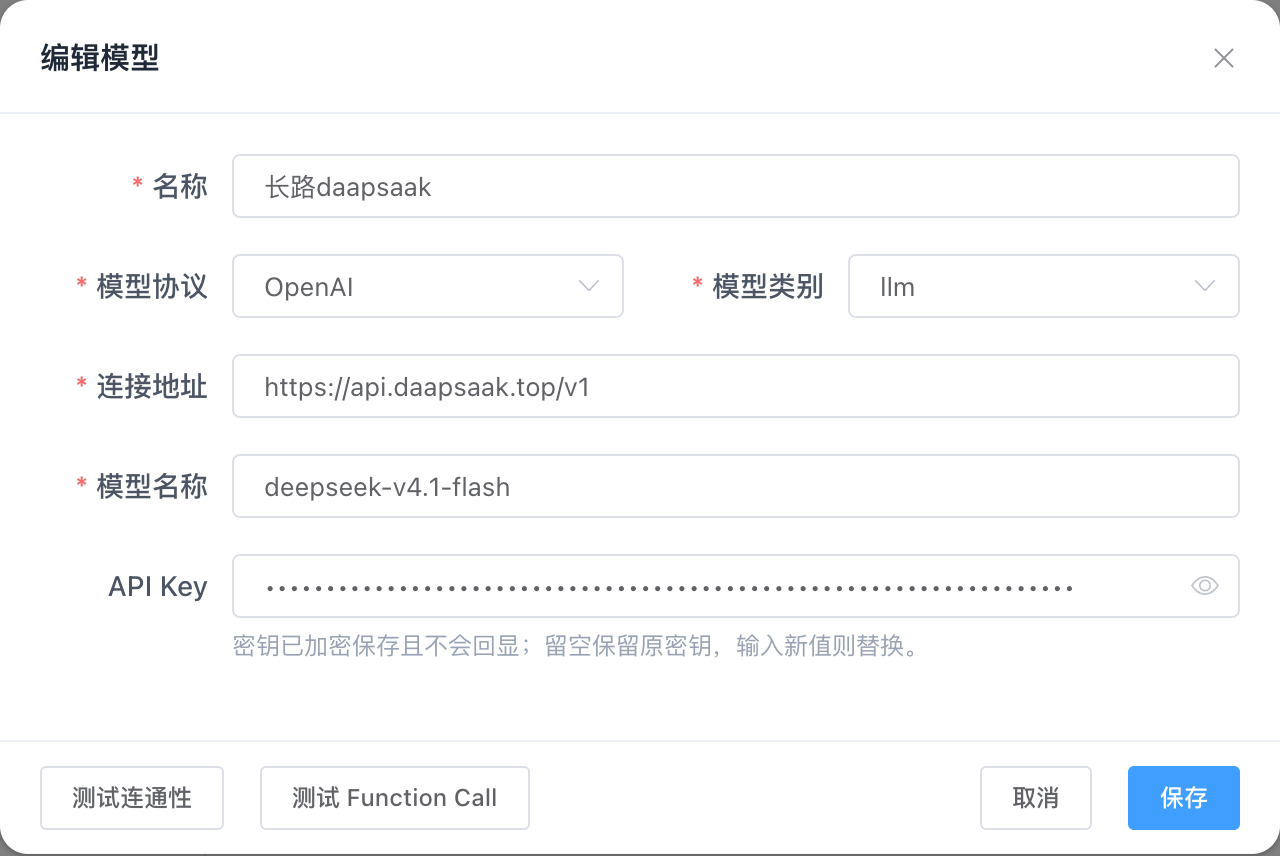 编辑模型
* 名称 长路daapsaak
* 模型协议 OpenAI * 模型类别 llm
* 连接地址 https://api.daapsaak.top/v1
* 模型名称 deepseek-v4.1-flash
API Key ••••••••••••••••••••••••••••••••••••••••••••••••••••••••••••••••••••
密钥已加密保存且不会回显；留空保留原密钥，输入新值则替换。
测试连通性 测试 Function Call 取消 保存